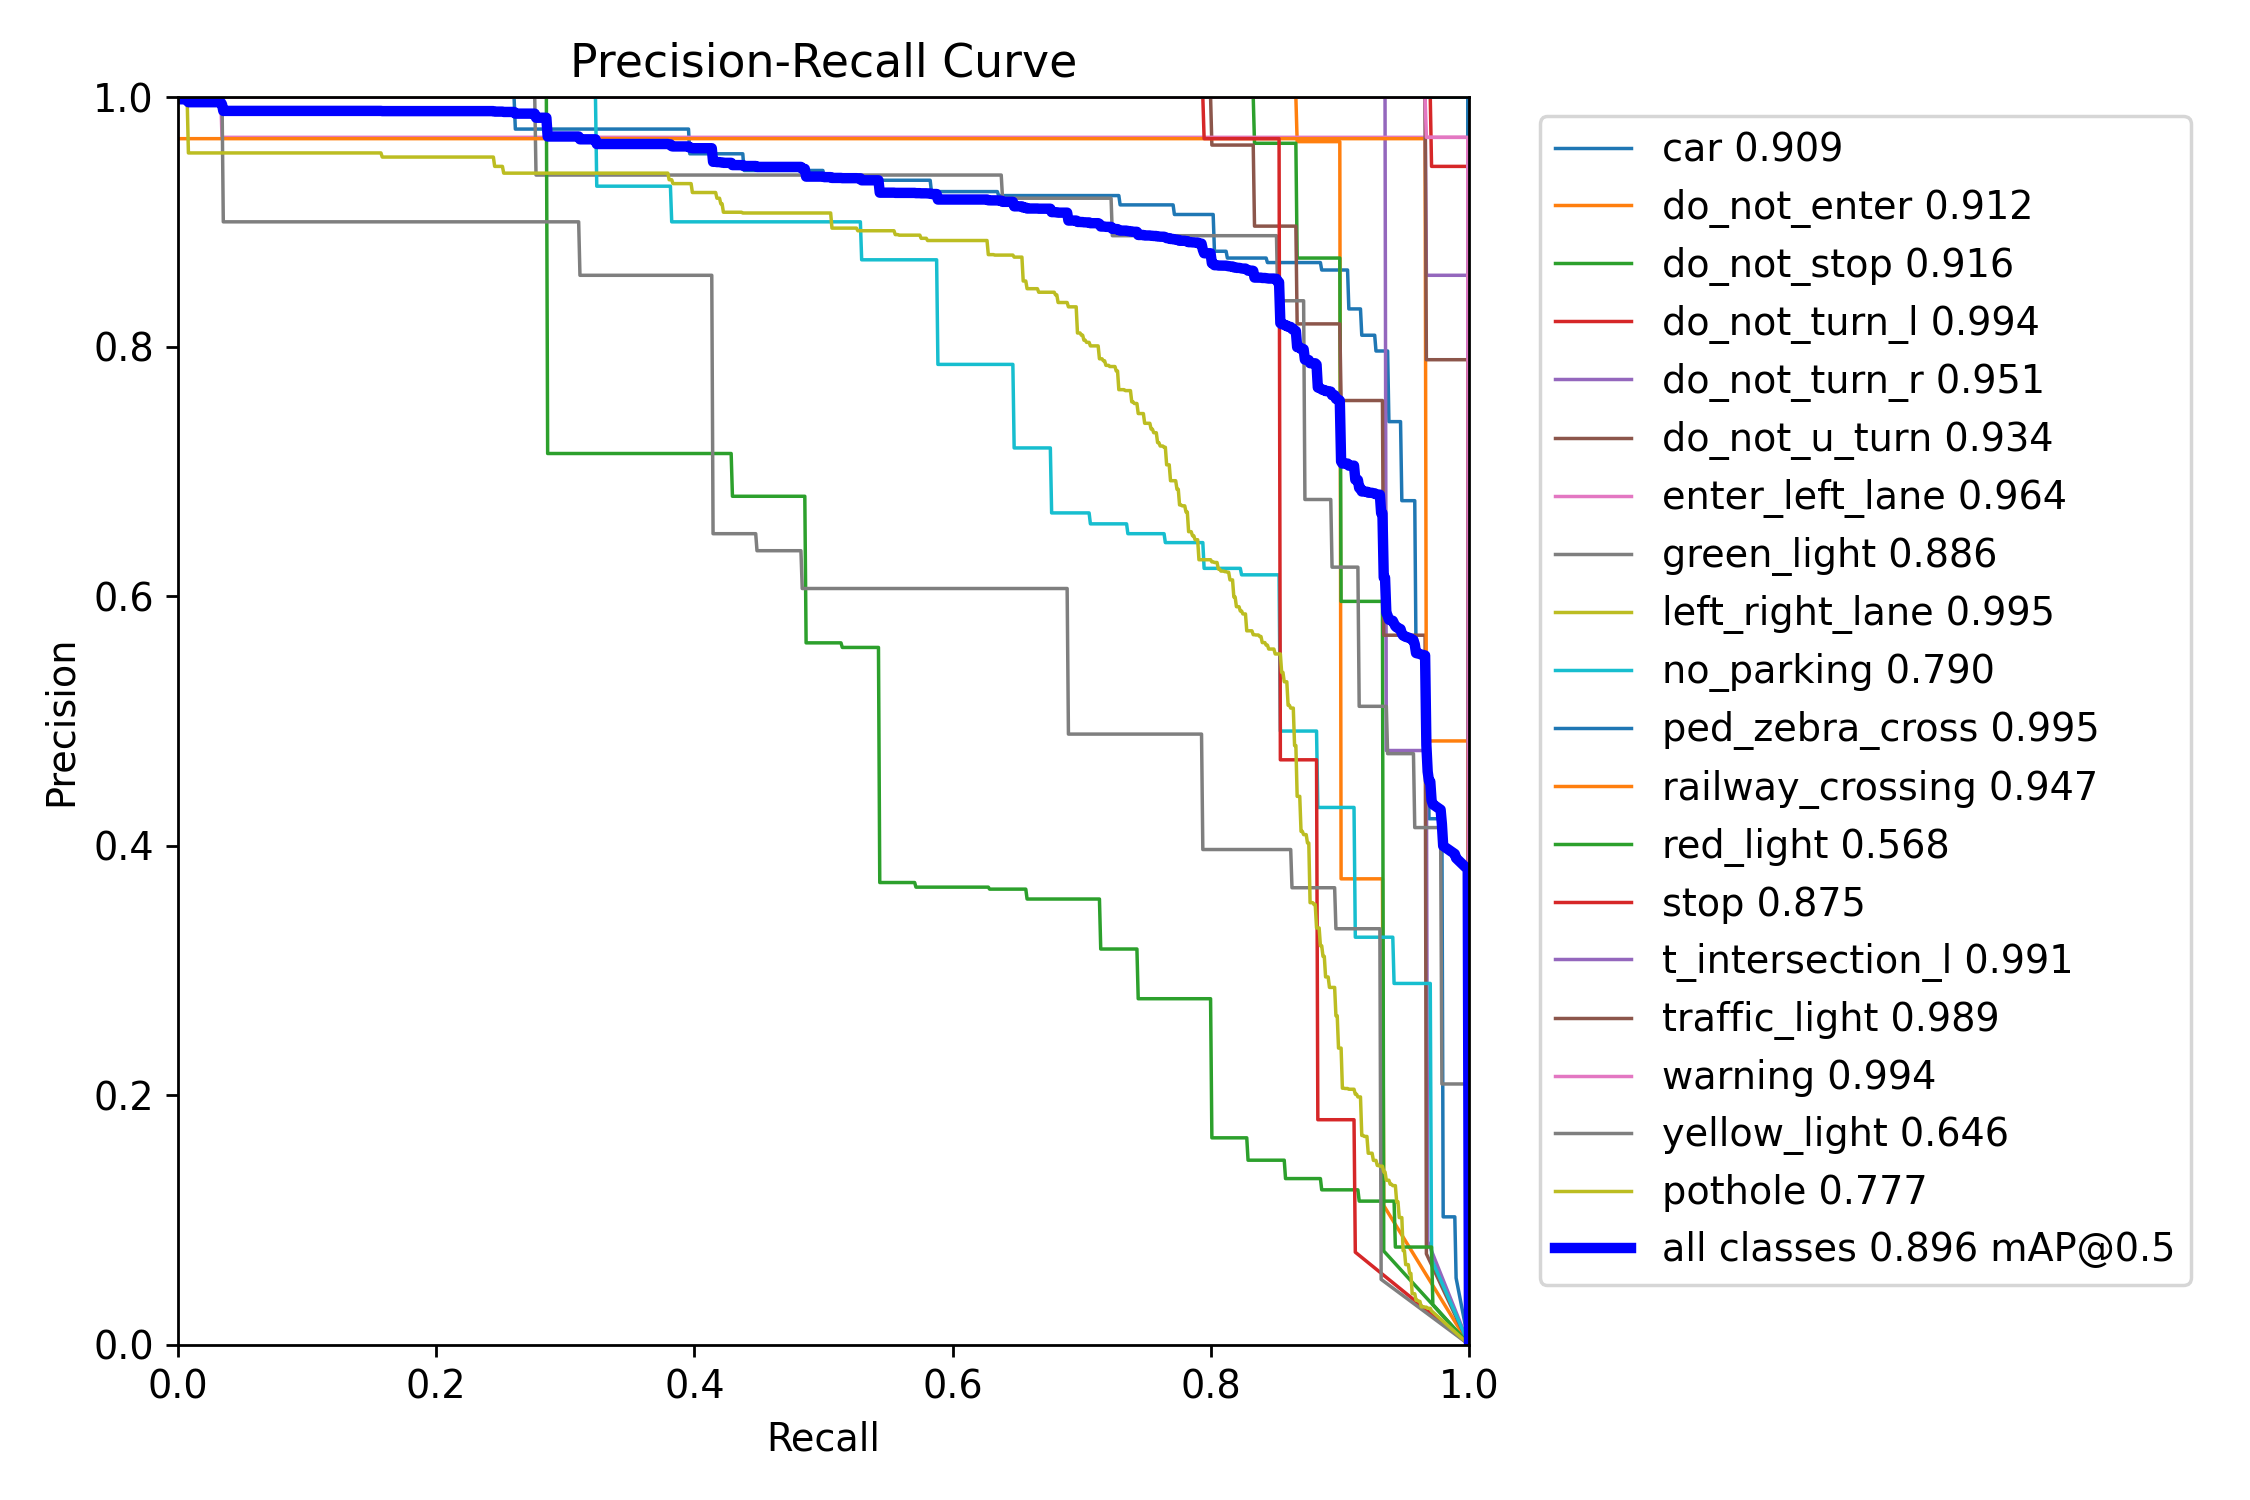 Precision-Recall Curve
1.0
0.8
0.6
0.4
0.2
0.0
Precision
0.0 0.2 0.4 0.6 0.8 1.0
Recall
car 0.909
do_not_enter 0.912
do_not_stop 0.916
do_not_turn_l 0.994
do_not_turn_r 0.951
do_not_u_turn 0.934
enter_left_lane 0.964
green_light 0.886
left_right_lane 0.995
no_parking 0.790
ped_zebra_cross 0.995
railway_crossing 0.947
red_light 0.568
stop 0.875
t_intersection_l 0.991
traffic_light 0.989
warning 0.994
yellow_light 0.646
pothole 0.777
all classes 0.896 mAP@0.5